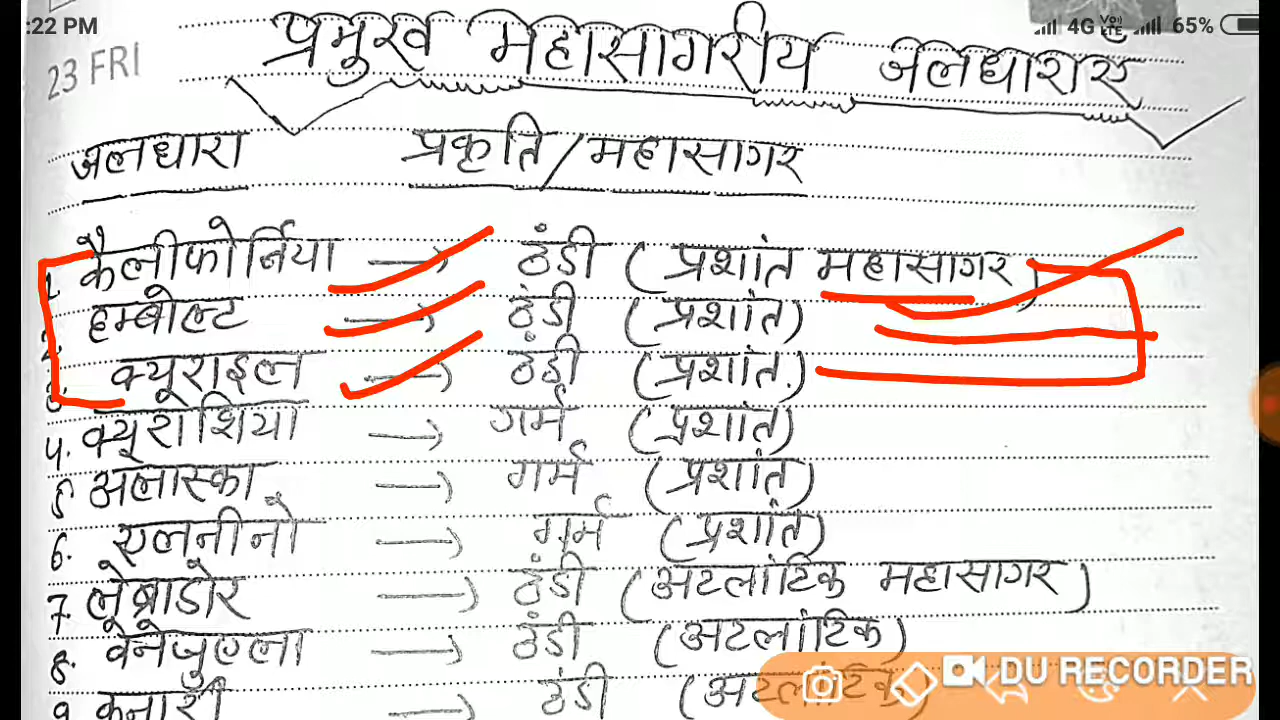 :22 PM 4G VoLTE 65%
प्रमुख महासागरीय जलधाराएँ
23 FRI
जलधारा प्रकृति/महासागर
1. कैलीफोर्निया → ठंडी (प्रशांत महासागर)
2. हम्बोल्ट → ठंडी (प्रशांत)
3. क्यूराइल → ठंडी (प्रशांत.)
4. क्यूराशिया → गर्म (प्रशांत)
5 अलास्का → गर्म (प्रशांत)
6. एलनीनो → गर्म (प्रशांत)
7. लेब्राडोर → ठंडी (अटलांटिक महासागर)
8. वेनेजुएला → ठंडी (अटलांटिक)
9 कनारी → ठंडी (अटलांटिक
DU RECORDER